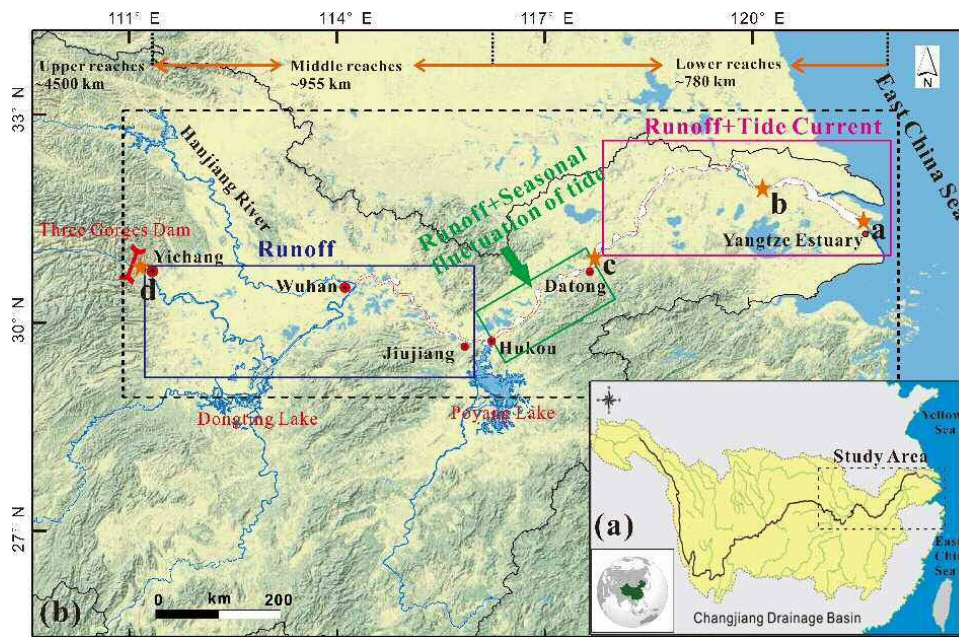 111° E
114° E
117° E
120° E
Upper reaches
~4500 km
Middle reaches
~955 km
Lower reaches
~780 km
N
33° N
30° N
27° N
East China Sea
Hanjiang River
Runoff+Tide Current
Runoff+Seasonal
fluctuation of tide
Three Gorges Dam
Yichang
d
Runoff
Wuhan
b
a
Yangtze Estuary
c
Datong
Jiujiang
Hukou
Dongting Lake
Poyang Lake
Yellow
Sea
Study Area
(a)
East
China
Sea
Changjiang Drainage Basin
(b)
0
km
200